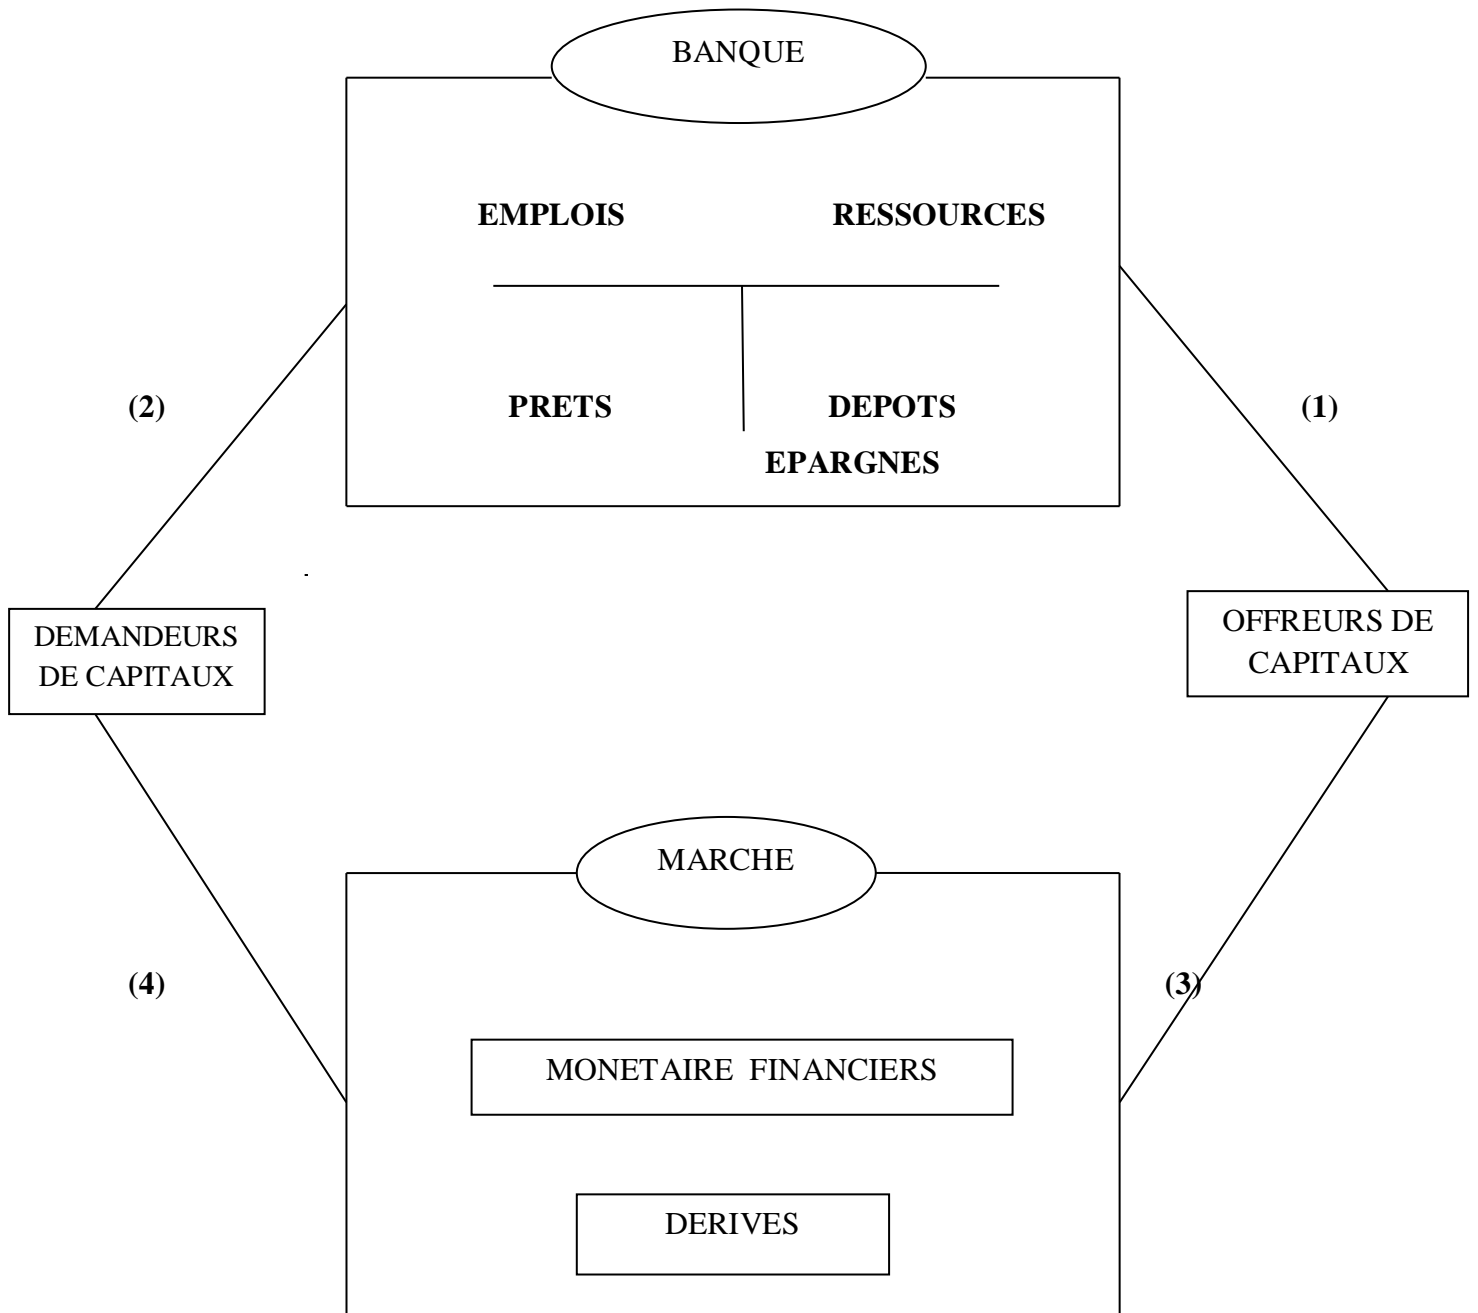 BANQUE
EMPLOIS RESSOURCES
(2) PRETS DEPOTS (1)
EPARGNES
DEMANDEURS
DE CAPITAUX
OFFREURS DE
CAPITAUX
MARCHE
(4) (3)
MONETAIRE FINANCIERS
DERIVES